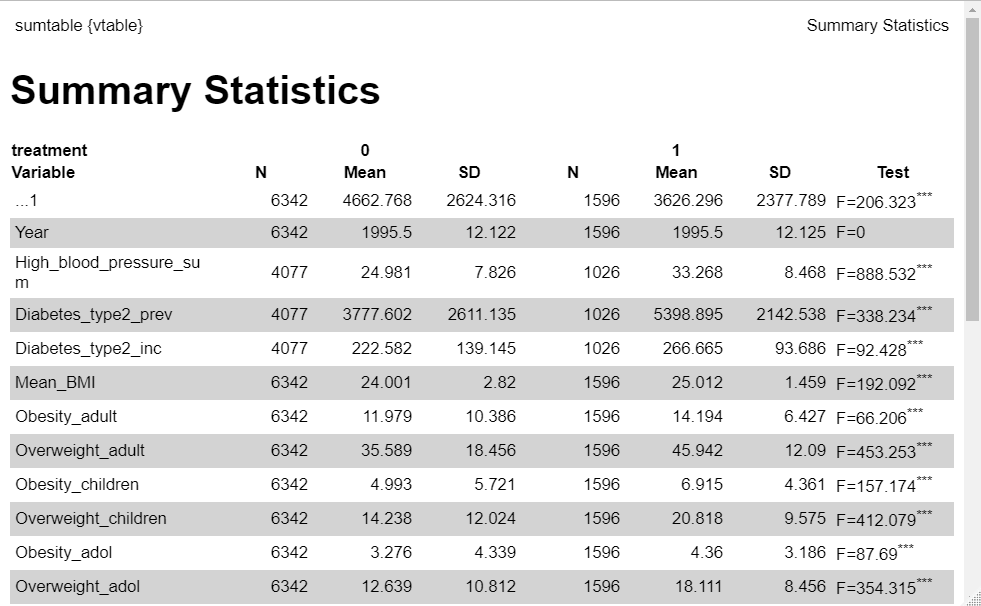 sumtable {vtable} Summary Statistics
Summary Statistics
treatment 0 1
Variable N Mean SD N Mean SD Test
...1 6342 4662.768 2624.316 1596 3626.296 2377.789 F=206.323***
Year 6342 1995.5 12.122 1596 1995.5 12.125 F=0
High_blood_pressure_su
m 4077 24.981 7.826 1026 33.268 8.468 F=888.532***
Diabetes_type2_prev 4077 3777.602 2611.135 1026 5398.895 2142.538 F=338.234***
Diabetes_type2_inc 4077 222.582 139.145 1026 266.665 93.686 F=92.428***
Mean_BMI 6342 24.001 2.82 1596 25.012 1.459 F=192.092***
Obesity_adult 6342 11.979 10.386 1596 14.194 6.427 F=66.206***
Overweight_adult 6342 35.589 18.456 1596 45.942 12.09 F=453.253***
Obesity_children 6342 4.993 5.721 1596 6.915 4.361 F=157.174***
Overweight_children 6342 14.238 12.024 1596 20.818 9.575 F=412.079***
Obesity_adol 6342 3.276 4.339 1596 4.36 3.186 F=87.69***
Overweight_adol 6342 12.639 10.812 1596 18.111 8.456 F=354.315***